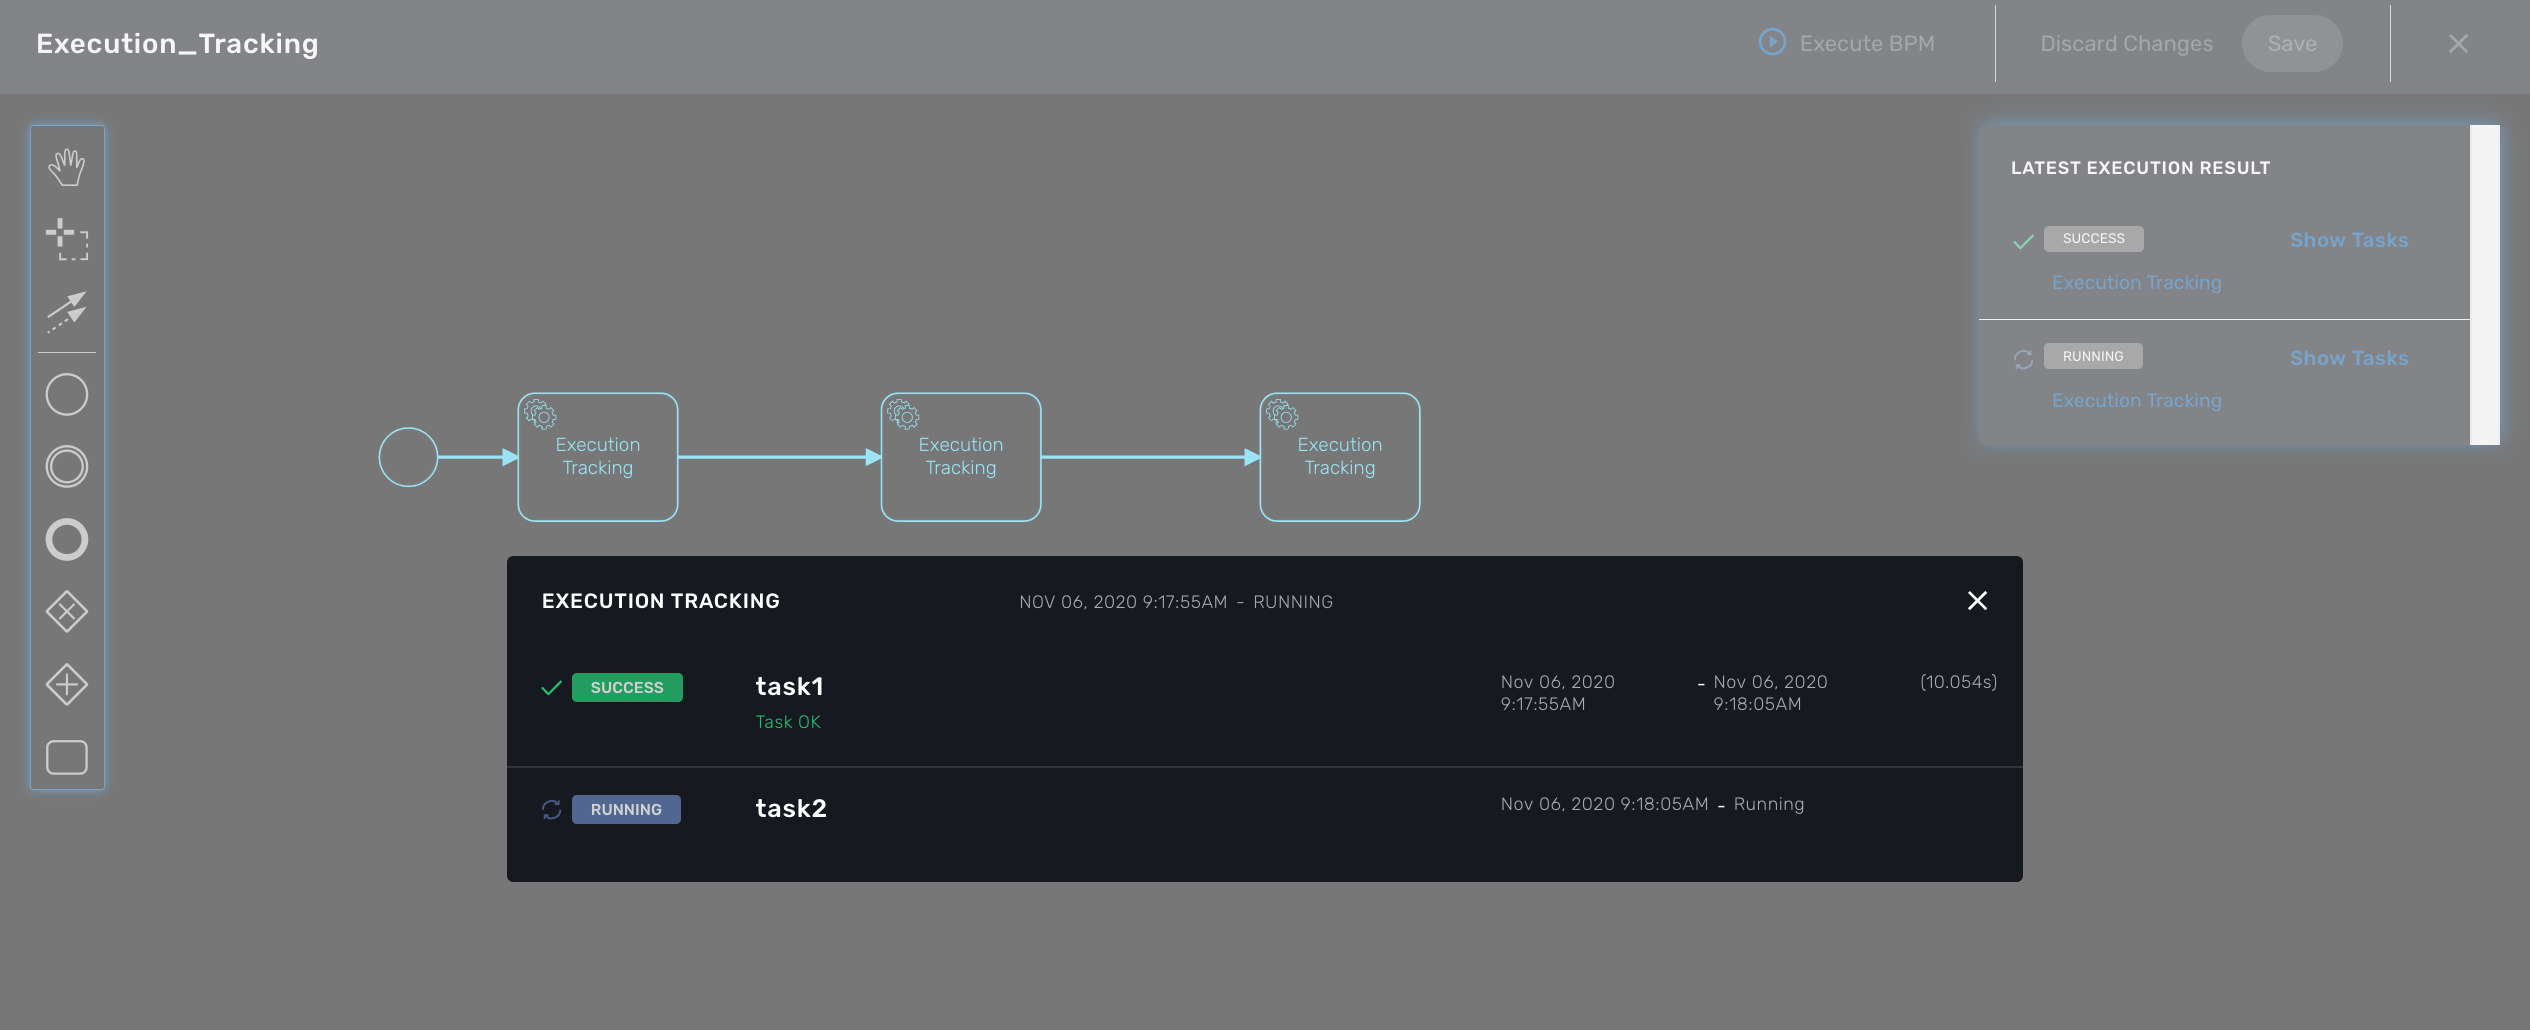 Execution_Tracking
Execute BPM
Discard Changes
Save
LATEST EXECUTION RESULT
SUCCESS
Show Tasks
Execution Tracking
RUNNING
Show Tasks
Execution Tracking
Execution
Tracking
Execution
Tracking
Execution
Tracking
EXECUTION TRACKING
NOV 06, 2020 9:17:55AM - RUNNING
SUCCESS
task1
Task OK
Nov 06, 2020
9:17:55AM
- Nov 06, 2020
9:18:05AM
(10.054s)
RUNNING
task2
Nov 06, 2020 9:18:05AM - Running